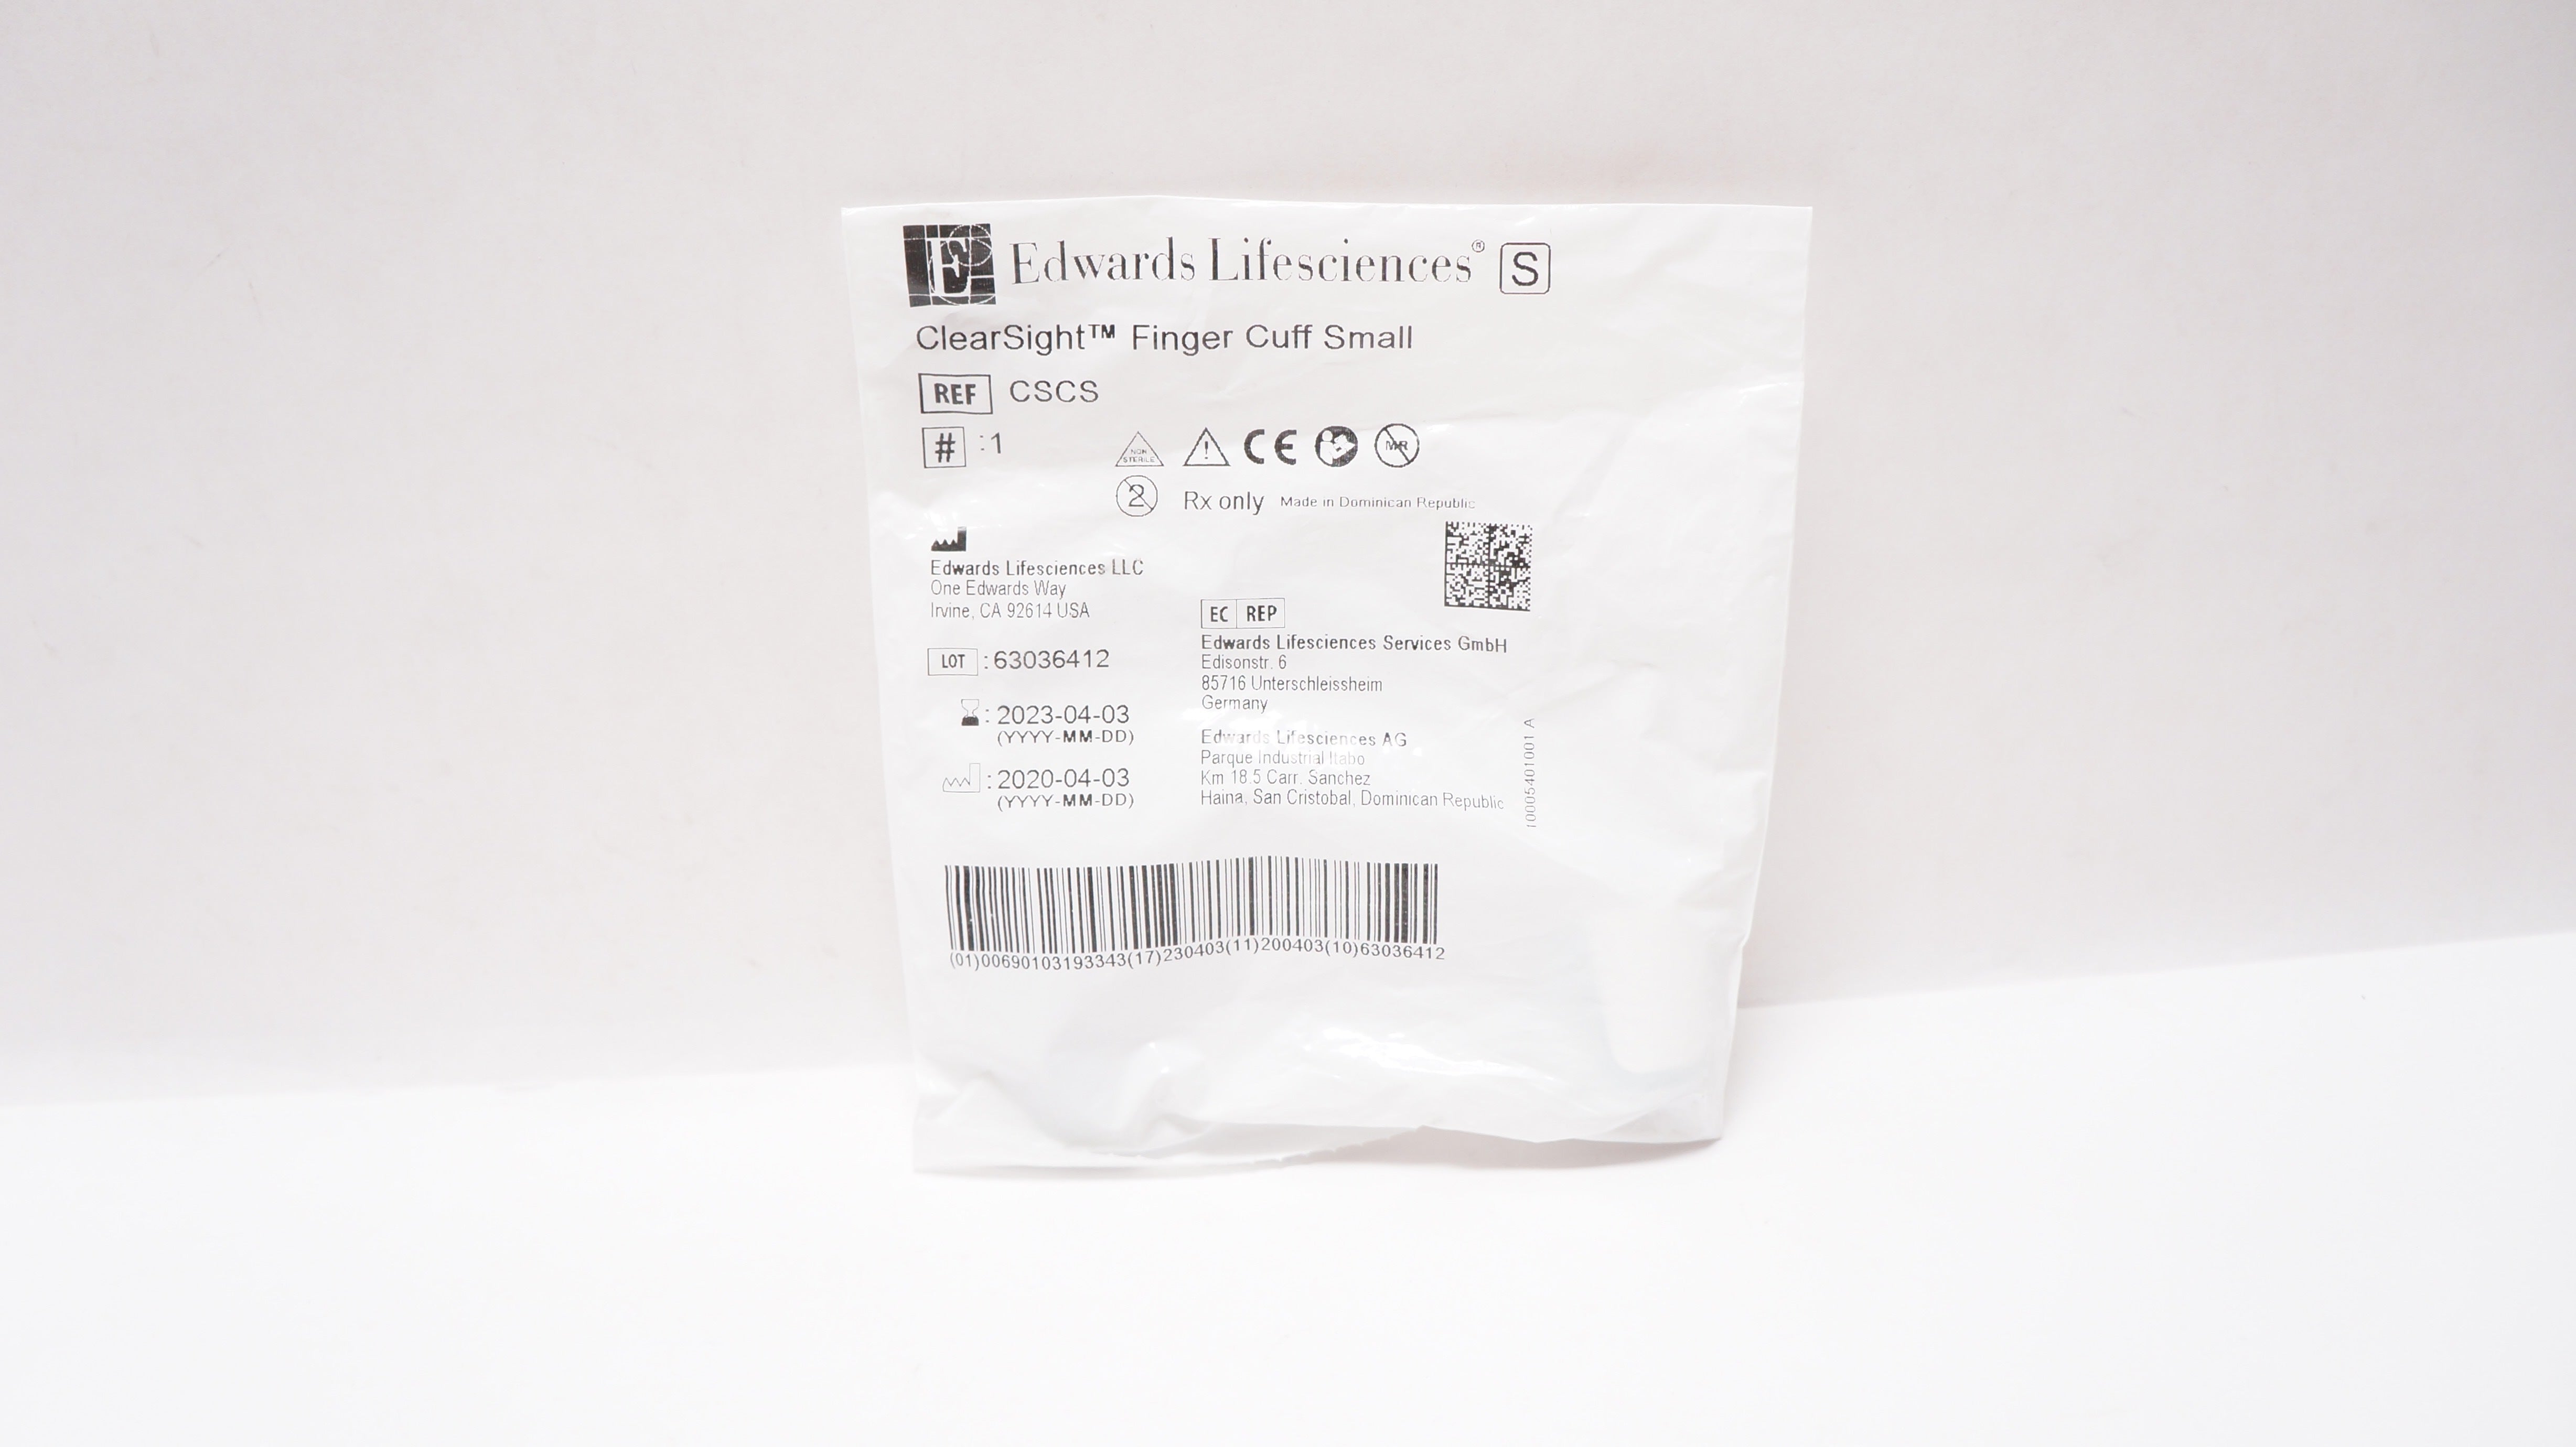 E Edwards Lifesciences® S
ClearSight™ Finger Cuff Small
REF CSCS
# : 1
NON
STERILE
! CE MR
2 Rx only Made in Dominican Republic
Edwards Lifesciences LLC
One Edwards Way
Irvine, CA 92614 USA
LOT : 63036412
: 2023-04-03
(YYYY-MM-DD)
: 2020-04-03
(YYYY-MM-DD)
EC REP
Edwards Lifesciences Services GmbH
Edisonstr. 6
85716 Unterschleissheim
Germany
Edwards Lifesciences AG
Parque Industrial Itabo
Km 18.5 Carr. Sanchez
Haina, San Cristobal, Dominican Republic
10005401001 A
(01)00690103193343(17)230403(11)200403(10)63036412